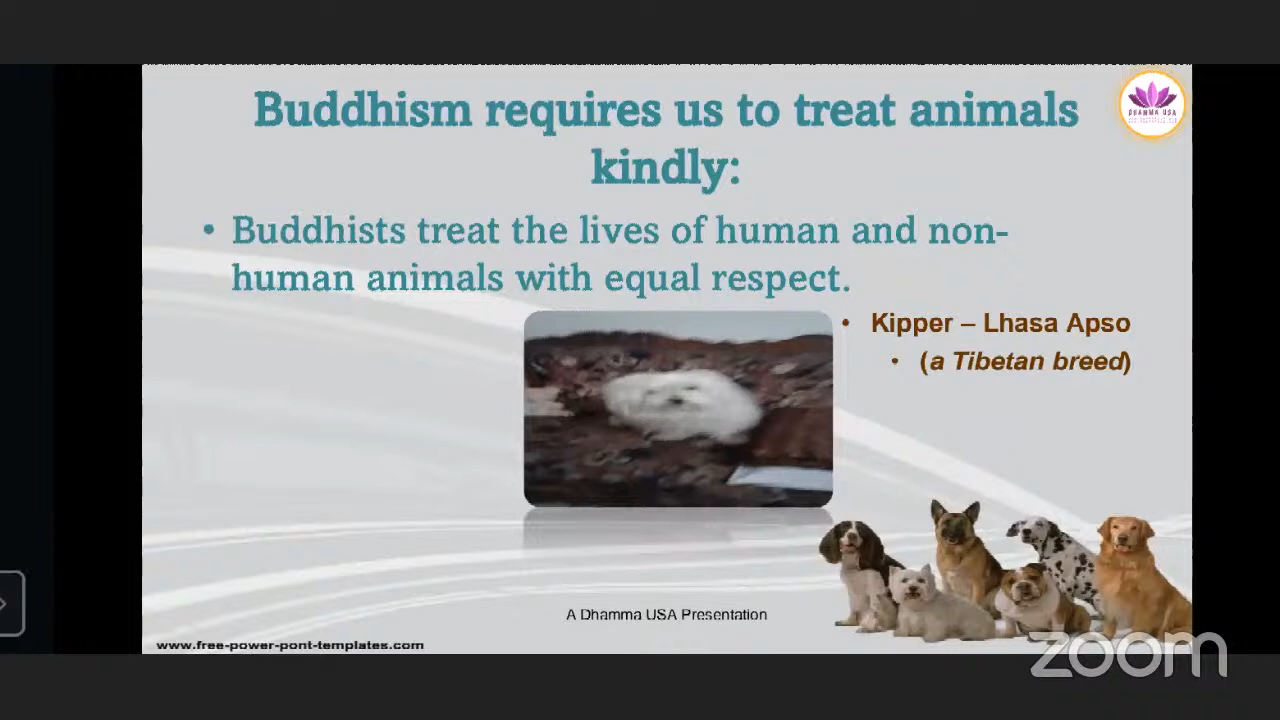 Buddhism requires us to treat animals
kindly:
DHAMMA USA
• Buddhists treat the lives of human and non-
human animals with equal respect.
• Kipper – Lhasa Apso
• (a Tibetan breed)
A Dhamma USA Presentation
www.free-power-pont-templates.com
zoom